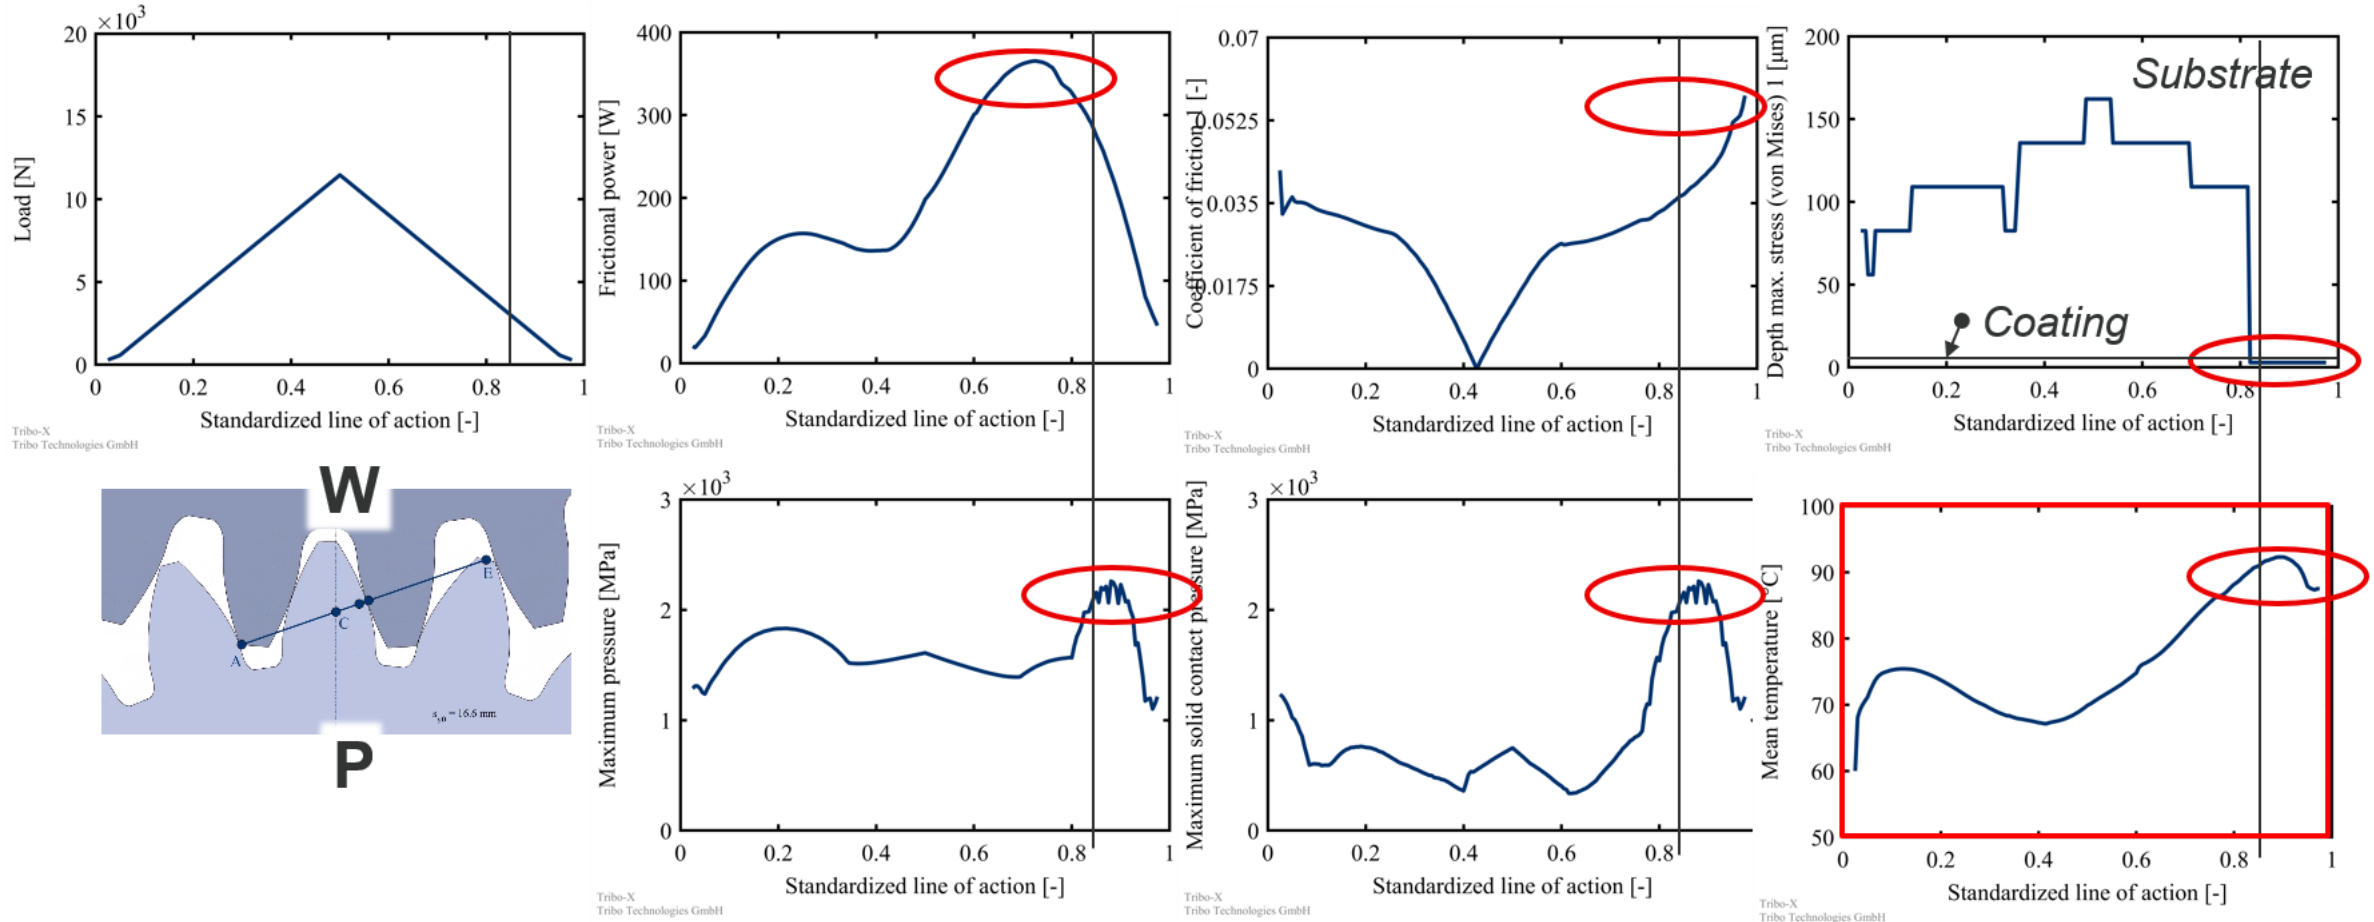 ×10³
20
15
10
5
0
Load [N]
0 0.2 0.4 0.6 0.8 1
Standardized line of action [-]
Tribo-X
Tribo Technologies GmbH
400
300
200
100
0
Frictional power [W]
0 0.2 0.4 0.6 0.8 1
Standardized line of action [-]
Tribo-X
Tribo Technologies GmbH
0.07
0.0525
0.035
0.0175
0
Coefficient of friction 1 [-]
0 0.2 0.4 0.6 0.8 1
Standardized line of action [-]
Tribo-X
Tribo Technologies GmbH
200
150
100
50
0
Depth max. stress (von Mises) 1 [µm]
Substrate
Coating
0 0.2 0.4 0.6 0.8 1
Standardized line of action [-]
Tribo-X
Tribo Technologies GmbH
W
E
C
A
s_y0 = 16.6 mm
P
×10³
3
2
1
0
Maximum pressure [MPa]
0 0.2 0.4 0.6 0.8 1
Standardized line of action [-]
Tribo-X
Tribo Technologies GmbH
×10³
3
2
1
0
Maximum solid contact pressure [MPa]
0 0.2 0.4 0.6 0.8
Standardized line of action [-]
Tribo-X
Tribo Technologies GmbH
100
90
80
70
60
50
Mean temperature [°C]
0 0.2 0.4 0.6 0.8 1
Standardized line of action [-]
Tribo-X
Tribo Technologies GmbH